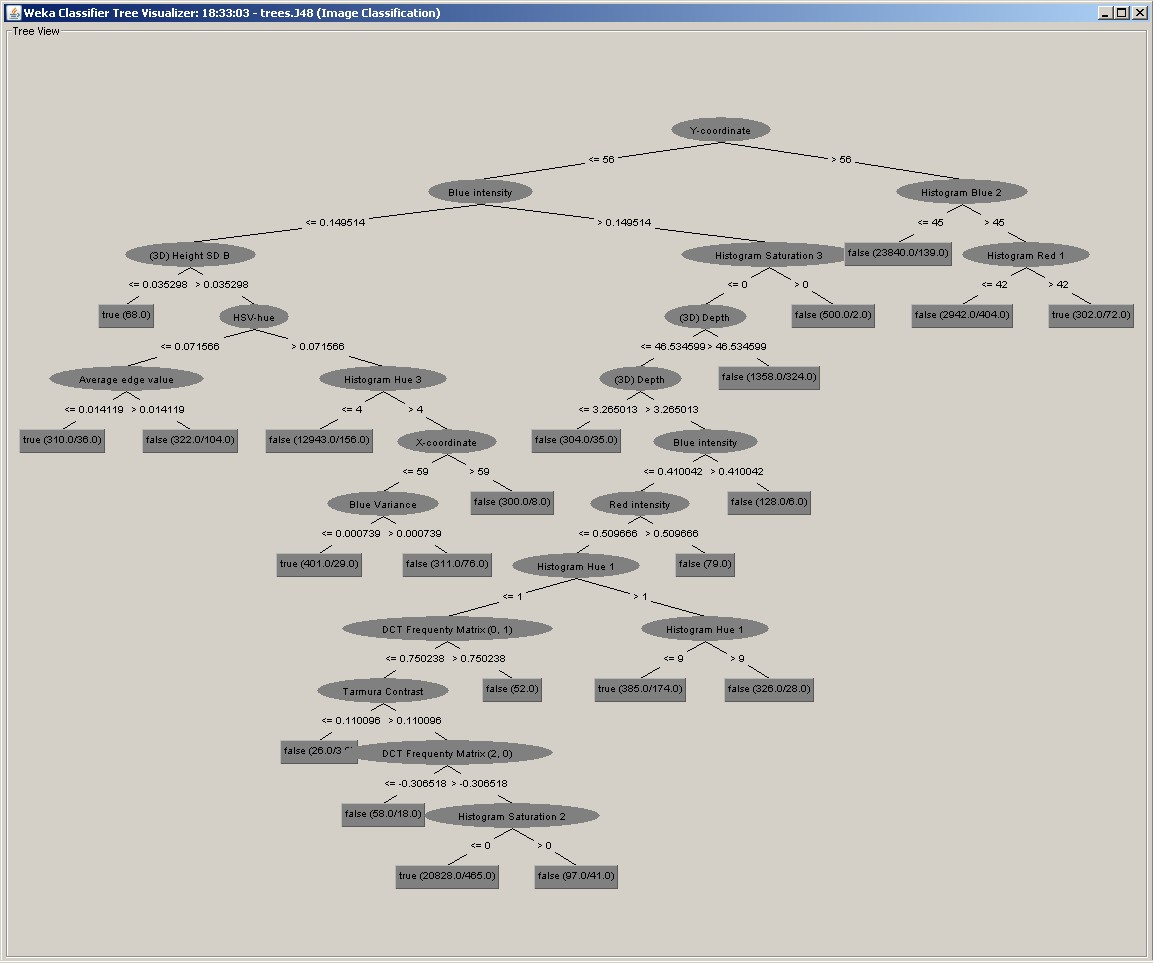 Weka Classifier Tree Visualizer: 18:33:03 - trees.J48 (Image Classification)
Tree View
Y-coordinate
<= 56 > 56
Blue intensity Histogram Blue 2
<= 0.149514 > 0.149514 <= 45 > 45
(3D) Height SD B Histogram Saturation 3 false (23840.0/139.0) Histogram Red 1
<= 0.035298 > 0.035298 <= 0 > 0 <= 42 > 42
true (68.0) HSV-hue (3D) Depth false (500.0/2.0) false (2942.0/404.0) true (302.0/72.0)
<= 0.071566 > 0.071566 <= 46.534599 > 46.534599
Average edge value Histogram Hue 3 (3D) Depth false (1358.0/324.0)
<= 0.014119 > 0.014119 <= 4 > 4 <= 3.265013 > 3.265013
true (310.0/36.0) false (322.0/104.0) false (12943.0/156.0) X-coordinate false (304.0/35.0) Blue intensity
<= 59 > 59 <= 0.410042 > 0.410042
Blue Variance false (300.0/8.0) Red intensity false (128.0/6.0)
<= 0.000739 > 0.000739 <= 0.509666 > 0.509666
true (401.0/29.0) false (311.0/76.0) Histogram Hue 1 false (79.0)
<= 1 > 1
DCT Frequenty Matrix (0, 1) Histogram Hue 1
<= 0.750238 > 0.750238 <= 9 > 9
Tarmura Contrast false (52.0) true (385.0/174.0) false (326.0/28.0)
<= 0.110096 > 0.110096
false DCT Frequenty Matrix (2, 0)
<= -0.306518 > -0.306518
false (58.0/18.0) Histogram Saturation 2
<= 0 > 0
true (20828.0/465.0) false (97.0/41.0)